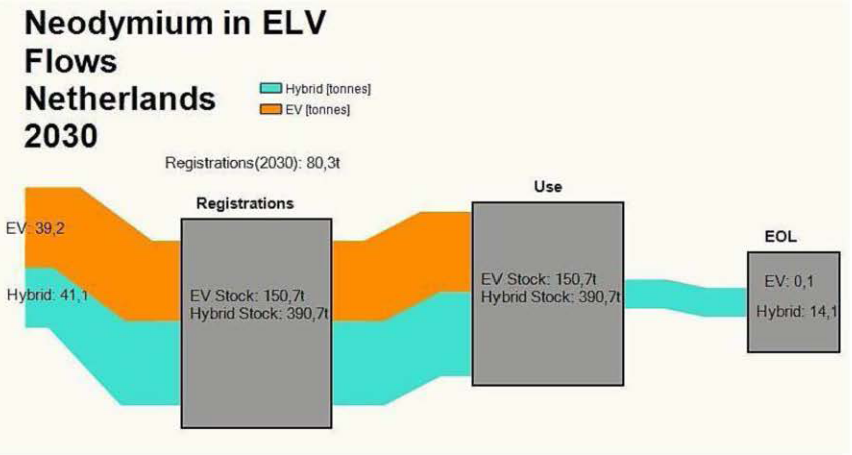 Neodymium in ELV
Flows
Netherlands
2030
Hybrid [tonnes]
EV [tonnes]
Registrations(2030): 80,3t
Registrations
Use
EOL
EV: 39,2
Hybrid: 41,1
EV Stock: 150,7t
Hybrid Stock: 390,7t
EV Stock: 150,7t
Hybrid Stock: 390,7t
EV: 0,1
Hybrid: 14,1